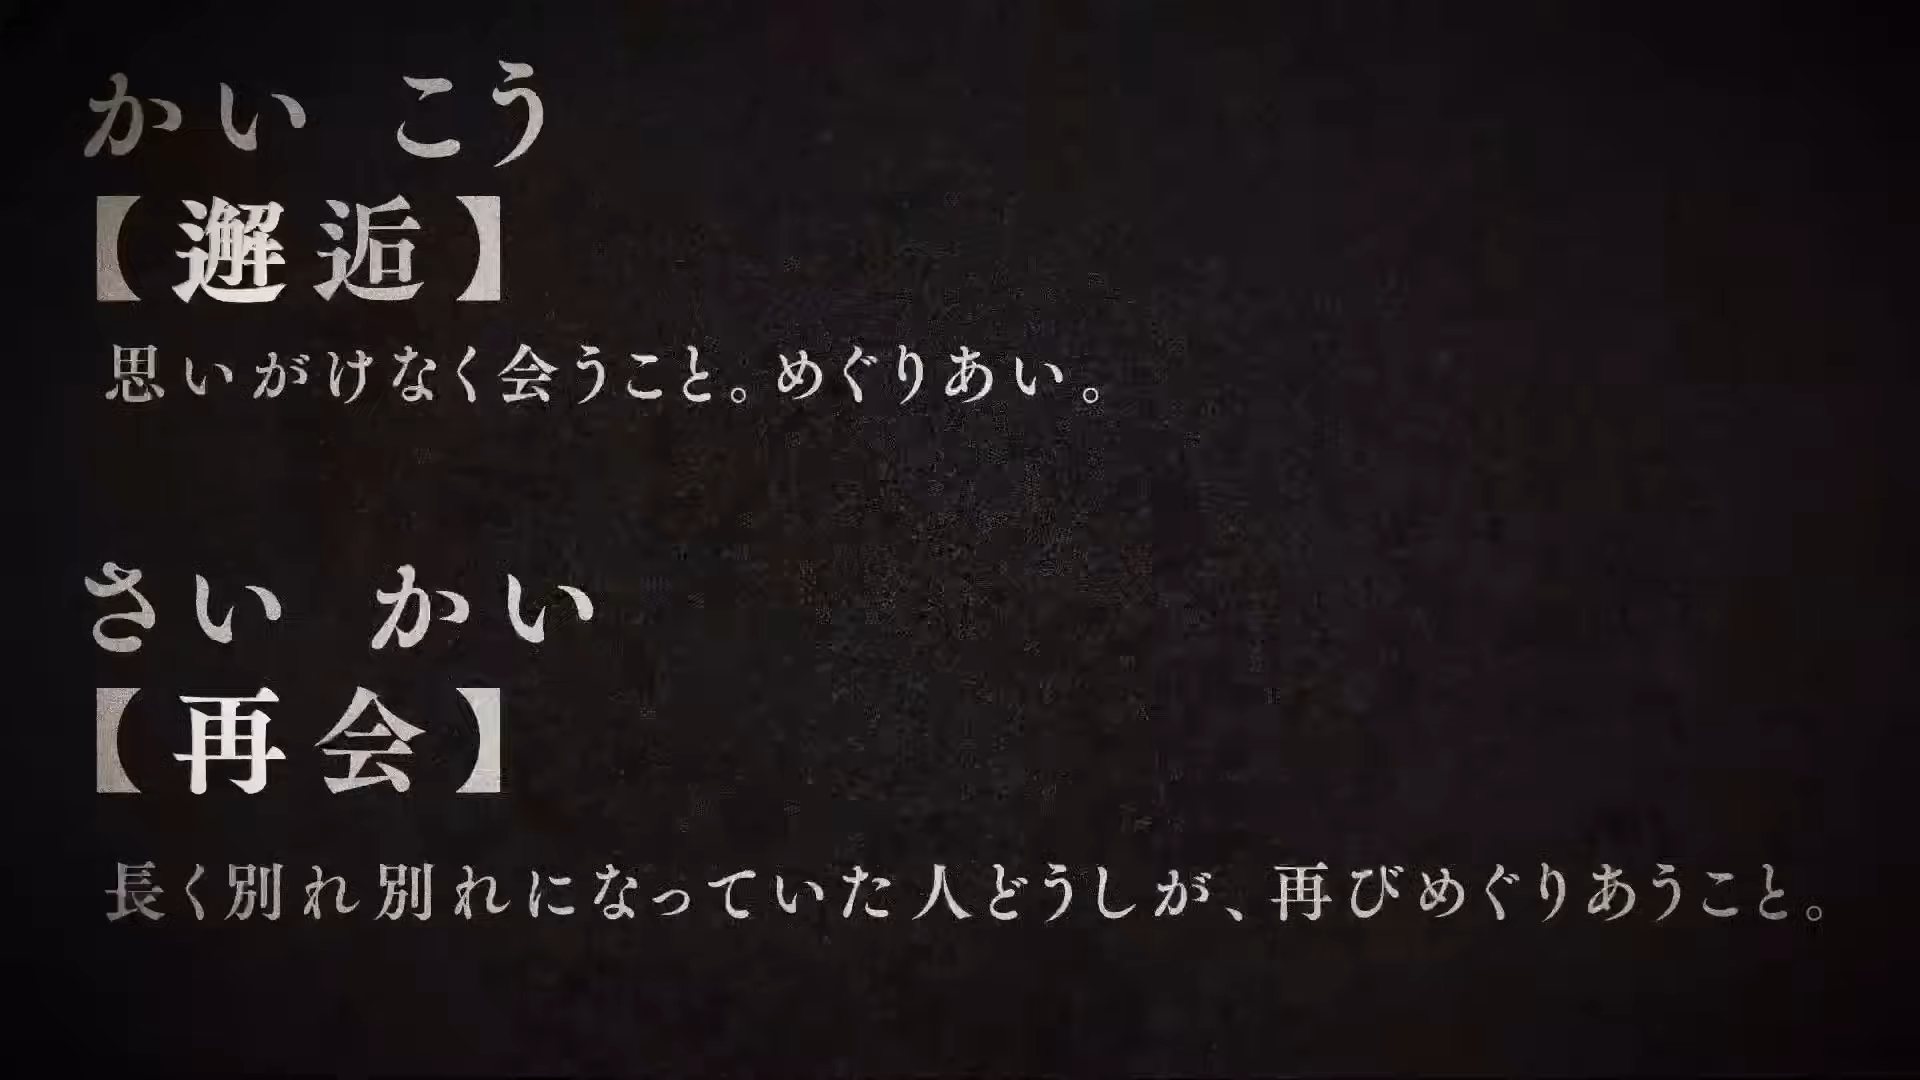 かい こう
【邂逅】
思いがけなく会うこと。めぐりあい。
さい かい
【再会】
長く別れ別れになっていた人どうしが、再びめぐりあうこと。